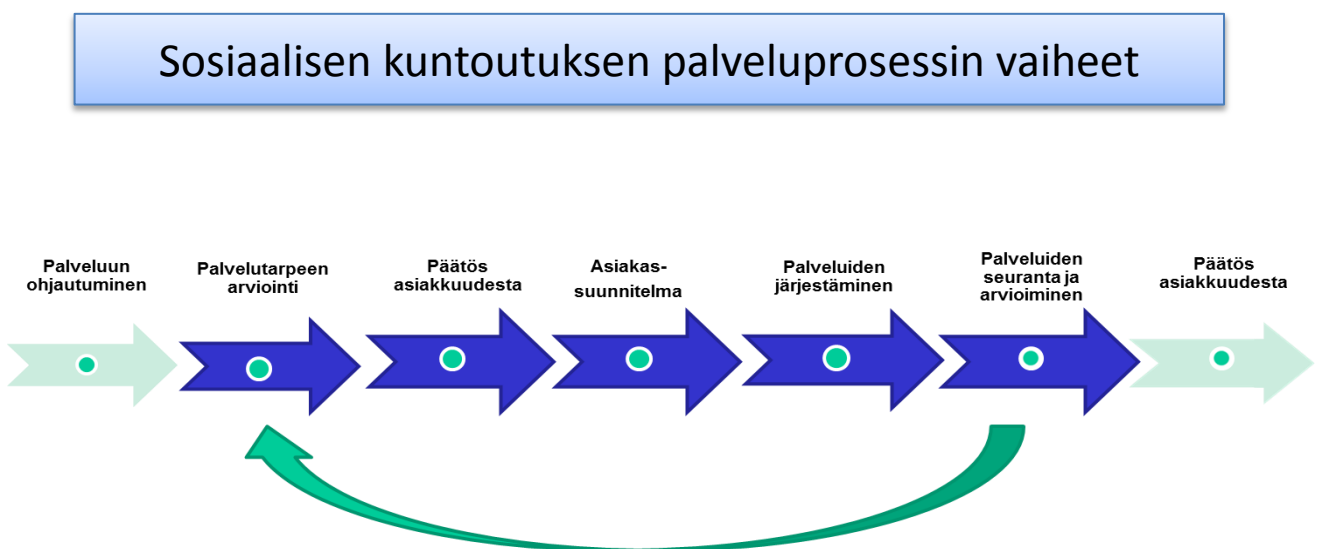 Sosiaalisen kuntoutuksen palveluprosessin vaiheet
Palveluun
ohjautuminen
Palvelutarpeen
arviointi
Päätös
asiakkuudesta
Asiakas-
suunnitelma
Palveluiden
järjestäminen
Palveluiden
seuranta ja
arvioiminen
Päätös
asiakkuudesta